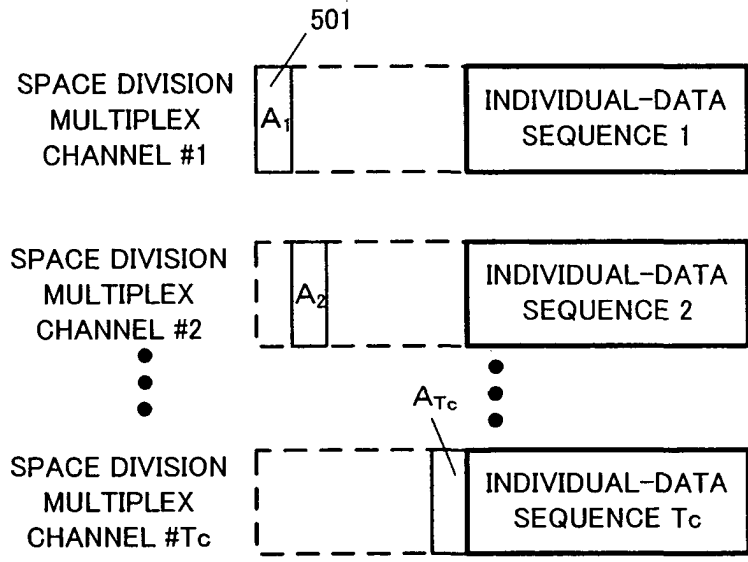 501
SPACE DIVISION
MULTIPLEX
CHANNEL #1
A₁
INDIVIDUAL-DATA
SEQUENCE 1
SPACE DIVISION
MULTIPLEX
CHANNEL #2
A₂
INDIVIDUAL-DATA
SEQUENCE 2
ATc
SPACE DIVISION
MULTIPLEX
CHANNEL #Tc
INDIVIDUAL-DATA
SEQUENCE Tc